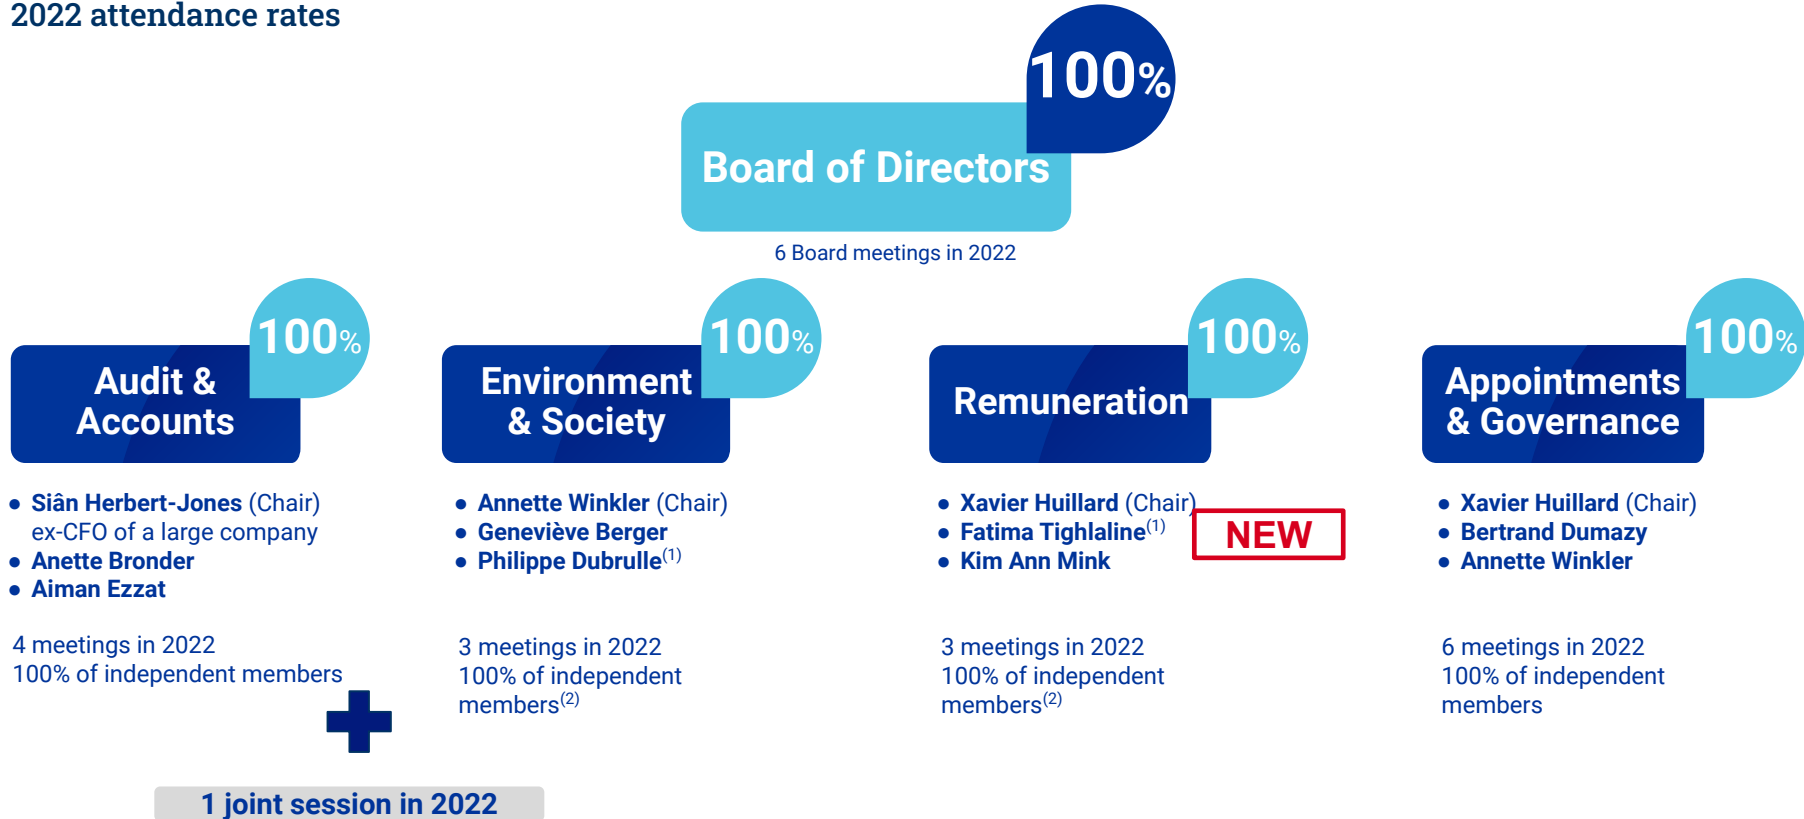 2022 attendance rates
100%
Board of Directors
6 Board meetings in 2022
100%
Audit &
Accounts
• Siân Herbert-Jones (Chair)
ex-CFO of a large company
• Anette Bronder
• Aiman Ezzat
4 meetings in 2022
100% of independent members
100%
Environment
& Society
• Annette Winkler (Chair)
• Geneviève Berger
• Philippe Dubrulle(1)
3 meetings in 2022
100% of independent
members(2)
1 joint session in 2022
100%
Remuneration
• Xavier Huillard (Chair)
• Fatima Tighlaline(1)
NEW
• Kim Ann Mink
3 meetings in 2022
100% of independent
members(2)
100%
Appointments
& Governance
• Xavier Huillard (Chair)
• Bertrand Dumazy
• Annette Winkler
6 meetings in 2022
100% of independent
members